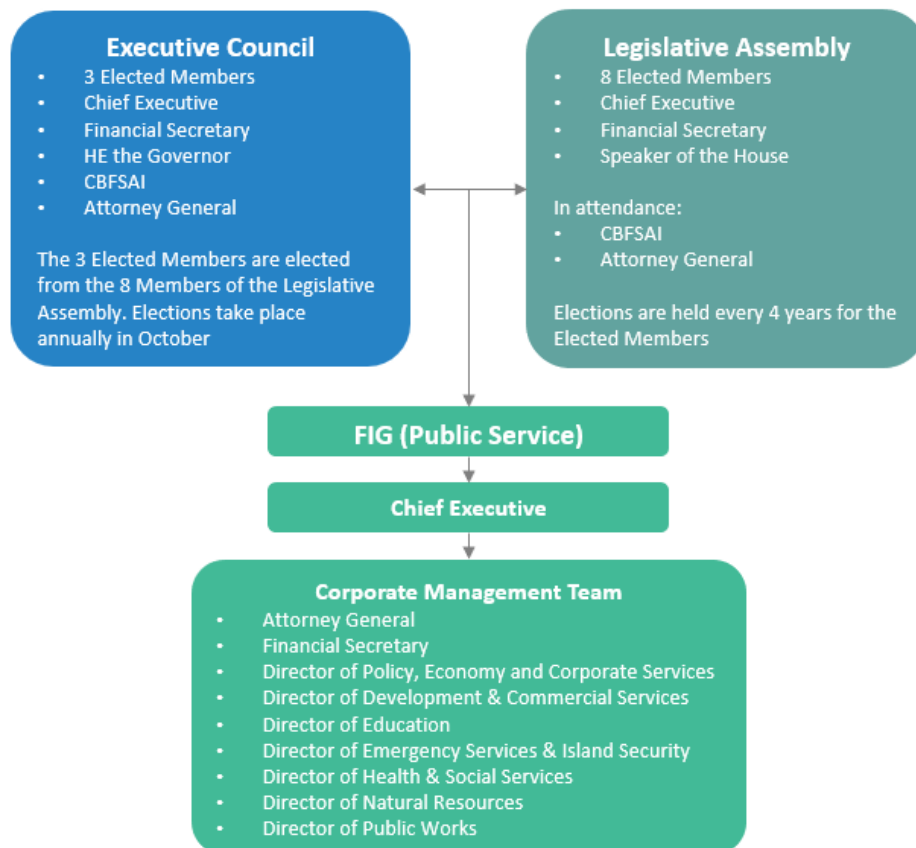 Executive Council
• 3 Elected Members
• Chief Executive
• Financial Secretary
• HE the Governor
• CBFSAI
• Attorney General
The 3 Elected Members are elected
from the 8 Members of the Legislative
Assembly. Elections take place
annually in October
Legislative Assembly
• 8 Elected Members
• Chief Executive
• Financial Secretary
• Speaker of the House
In attendance:
• CBFSAI
• Attorney General
Elections are held every 4 years for the
Elected Members
FIG (Public Service)
Chief Executive
Corporate Management Team
• Attorney General
• Financial Secretary
• Director of Policy, Economy and Corporate Services
• Director of Development & Commercial Services
• Director of Education
• Director of Emergency Services & Island Security
• Director of Health & Social Services
• Director of Natural Resources
• Director of Public Works